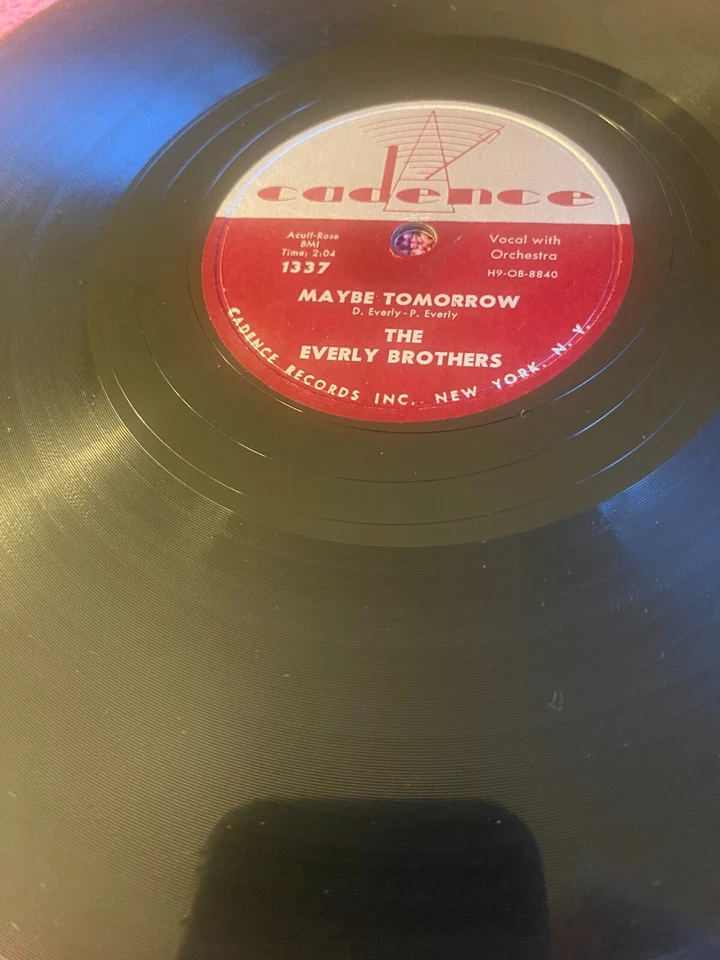 cadence
Acuff-Rose
BMI
Time; 2:04
1337
Vocal with
Orchestra
H9-OB-8840
MAYBE TOMORROW
D. Everly - P. Everly
THE
EVERLY BROTHERS
CADENCE RECORDS INC. NEW YORK, N. Y.